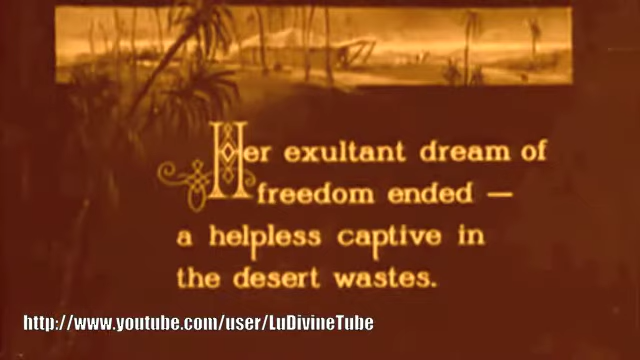 Her exultant dream of
freedom ended —
a helpless captive in
the desert wastes.
http://www.youtube.com/user/LuDivineTube